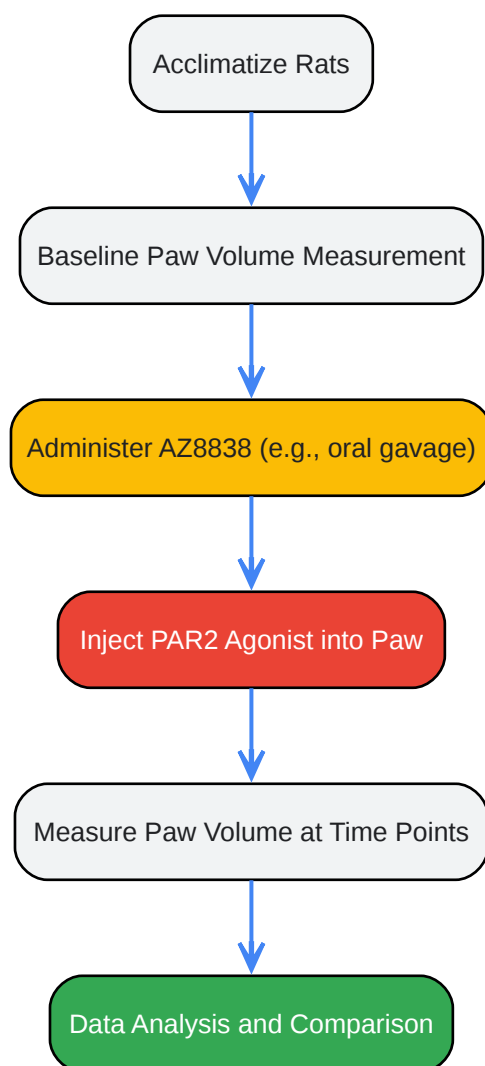 Acclimatize Rats
Baseline Paw Volume Measurement
Administer AZ8838 (e.g., oral gavage)
Inject PAR2 Agonist into Paw
Measure Paw Volume at Time Points
Data Analysis and Comparison